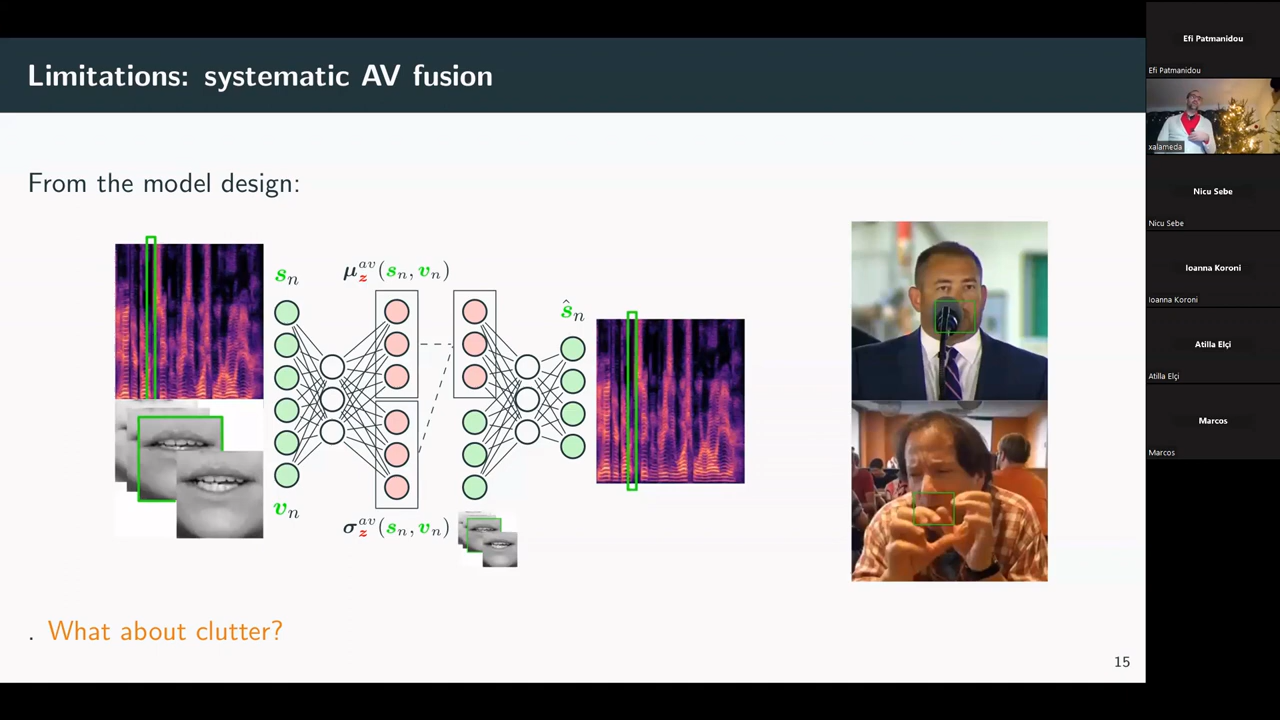 Limitations: systematic AV fusion
From the model design:
sₙ
μ_z^{av}(sₙ, vₙ)
ŝₙ
vₙ
σ_z^{av}(sₙ, vₙ)
. What about clutter?
15
Efi Patmanidou
Efi Patmanidou
xalameda
Nicu Sebe
Nicu Sebe
Ioanna Koroni
Ioanna Koroni
Atilla Elçi
Atilla Elçi
Marcos
Marcos